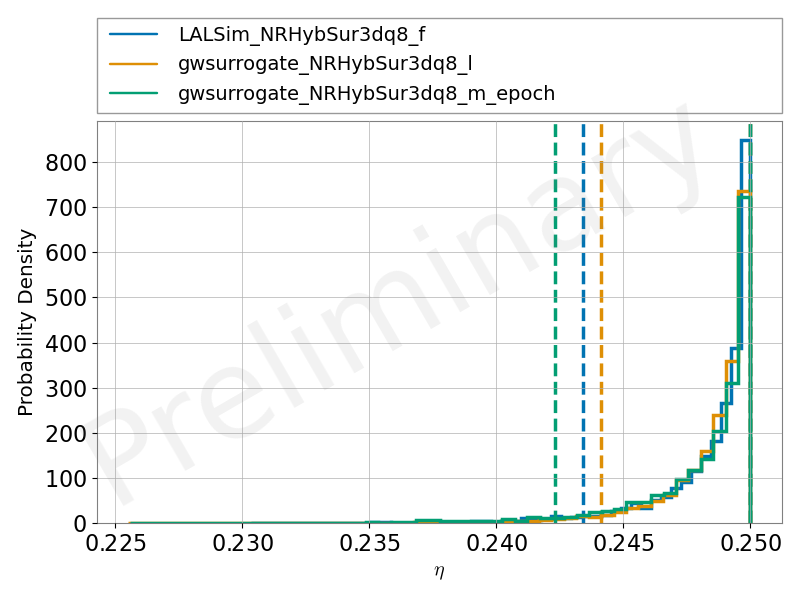 LALSim_NRHybSur3dq8_f
gwsurrogate_NRHybSur3dq8_l
gwsurrogate_NRHybSur3dq8_m_epoch
800
700
600
500
400
300
200
100
0
Probability Density
Preliminary
0.225 0.230 0.235 0.240 0.245 0.250
η